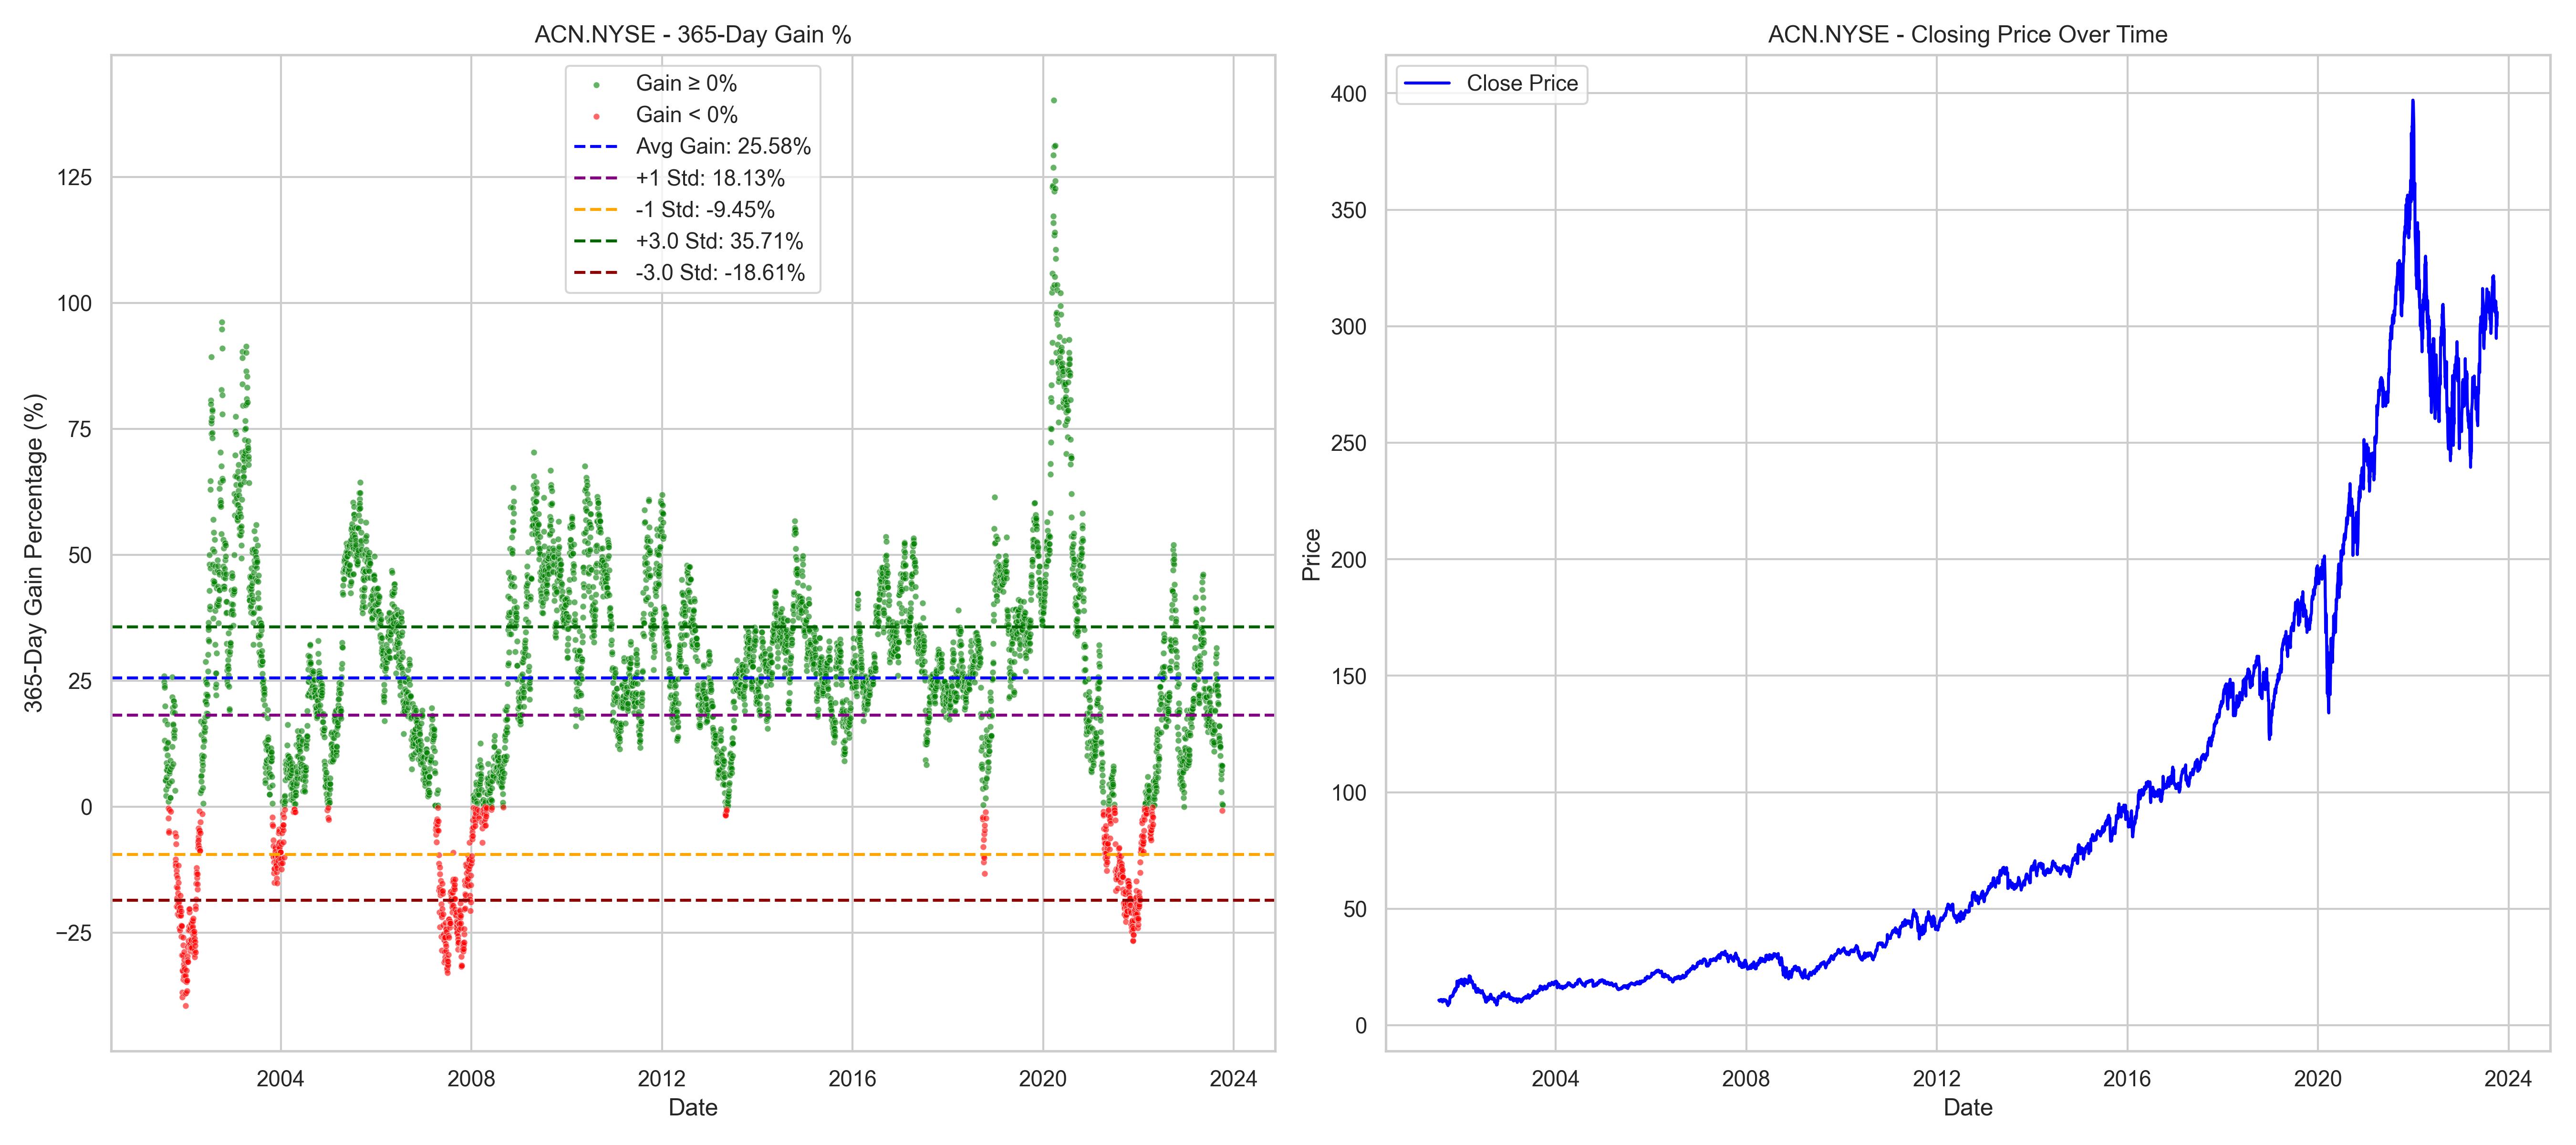 ACN.NYSE - 365-Day Gain %
Gain ≥ 0%
Gain < 0%
Avg Gain: 25.58%
+1 Std: 18.13%
-1 Std: -9.45%
+3.0 Std: 35.71%
-3.0 Std: -18.61%
365-Day Gain Percentage (%)
125
100
75
50
25
0
−25
2004 2008 2012 2016 2020 2024
Date
ACN.NYSE - Closing Price Over Time
Close Price
Price
400
350
300
250
200
150
100
50
0
2004 2008 2012 2016 2020 2024
Date